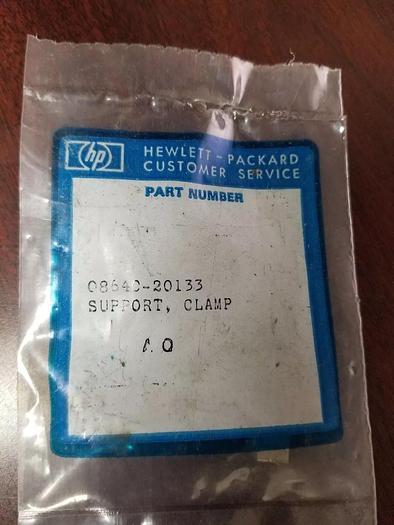 hp
HEWLETT-PACKARD
CUSTOMER SERVICE
PART NUMBER
08640-20133
SUPPORT, CLAMP